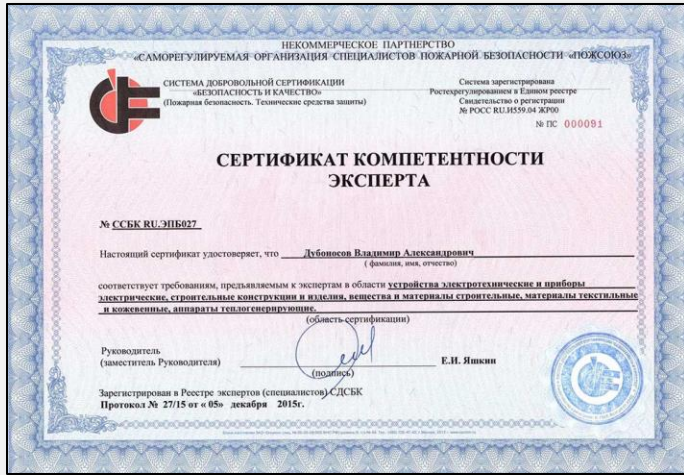 НЕКОММЕРЧЕСКОЕ ПАРТНЕРСТВО
«САМОРЕГУЛИРУЕМАЯ ОРГАНИЗАЦИЯ СПЕЦИАЛИСТОВ ПОЖАРНОЙ БЕЗОПАСНОСТИ «ПОЖСОЮЗ»
СИСТЕМА ДОБРОВОЛЬНОЙ СЕРТИФИКАЦИИ
«БЕЗОПАСНОСТЬ И КАЧЕСТВО»
(Пожарная безопасность. Технические средства защиты)
Система зарегистрирована
Ростехрегулированием в Едином реестре
Свидетельство о регистрации
№ РОСС RU.И559.04 ЖР00
№ ПС 000091
СЕРТИФИКАТ КОМПЕТЕНТНОСТИ
ЭКСПЕРТА
№ ССБК RU.ЭПБ027
Настоящий сертификат удостоверяет, что Дубоносов Владимир Александрович
( фамилия, имя, отчество)
соответствует требованиям, предъявляемым к экспертам в области устройства электротехнические и приборы
электрические, строительные конструкции и изделия, вещества и материалы строительные, материалы текстильные
и кожевенные, аппараты теплогенерирующие.
(область сертификации)
Руководитель
(заместитель Руководителя)
Е.И. Яшкин
(подпись)
Зарегистрирован в Реестре экспертов (специалистов) СДСБК
Протокол № 27/15 от « 05» декабря 2015г.